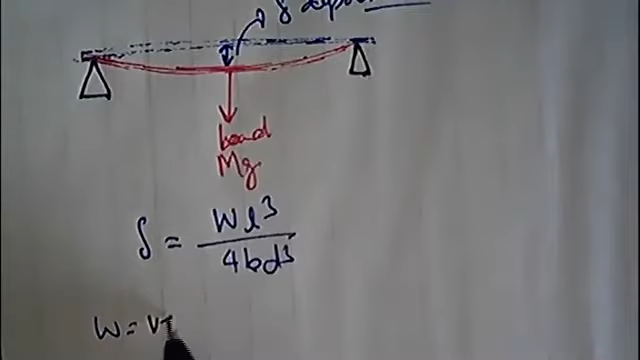 δ
load
Mg
δ = Wl³ / 4bd³
W =